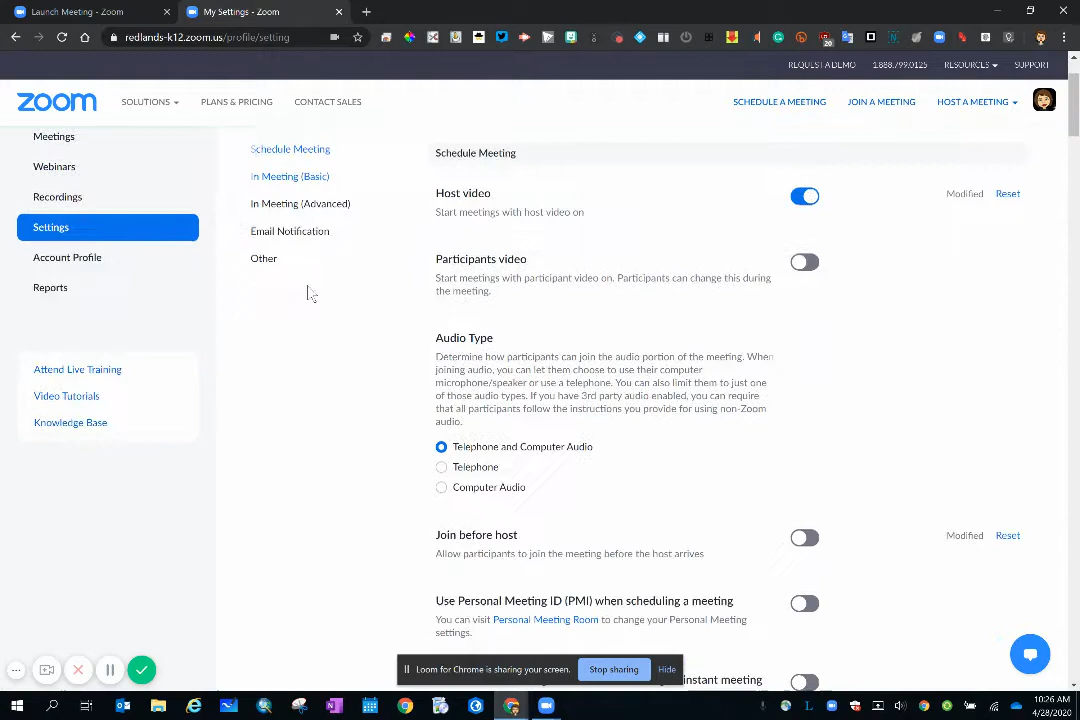 Launch Meeting - Zoom
My Settings - Zoom
redlands-k12.zoom.us/profile/setting
20
REQUEST A DEMO 1.888.799.0125 RESOURCES SUPPORT
zoom SOLUTIONS PLANS & PRICING CONTACT SALES SCHEDULE A MEETING JOIN A MEETING HOST A MEETING
Meetings
Webinars
Recordings
Settings
Account Profile
Reports
Attend Live Training
Video Tutorials
Knowledge Base
Schedule Meeting
In Meeting (Basic)
In Meeting (Advanced)
Email Notification
Other
Schedule Meeting
Host video
Start meetings with host video on
Modified Reset
Participants video
Start meetings with participant video on. Participants can change this during
the meeting.
Audio Type
Determine how participants can join the audio portion of the meeting. When
joining audio, you can let them choose to use their computer
microphone/speaker or use a telephone. You can also limit them to just one
of those audio types. If you have 3rd party audio enabled, you can require
that all participants follow the instructions you provide for using non-Zoom
audio.
Telephone and Computer Audio
Telephone
Computer Audio
Join before host
Allow participants to join the meeting before the host arrives
Modified Reset
Use Personal Meeting ID (PMI) when scheduling a meeting
You can visit Personal Meeting Room to change your Personal Meeting
settings.
instant meeting
Loom for Chrome is sharing your screen. Stop sharing Hide
10:26 AM
4/28/2020